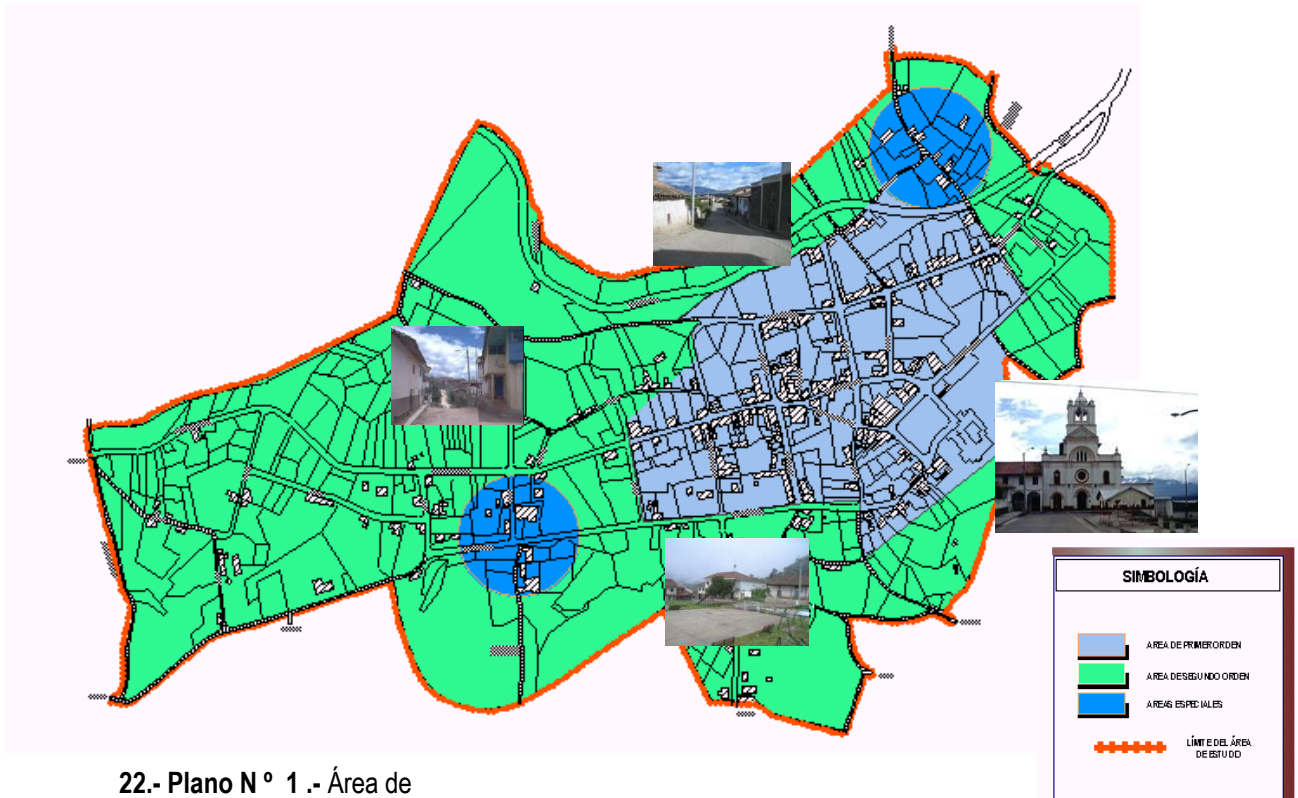 SIMBOLOGÍA
AREA DE PRIMER ORDEN
AREA DE SEGUNDO ORDEN
AREAS ESPECIALES
LÍMITE DEL ÁREA
DE ESTUDIO
22.- Plano N º 1 .- Área de